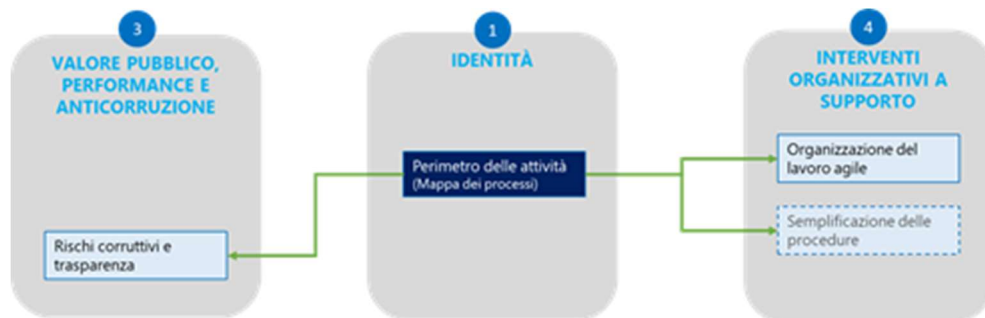 3
VALORE PUBBLICO,
PERFORMANCE E
ANTICORRUZIONE
Rischi corruttivi e
trasparenza
1
IDENTITÀ
Perimetro delle attività
(Mappa dei processi)
4
INTERVENTI
ORGANIZZATIVI A
SUPPORTO
Organizzazione del
lavoro agile
Semplificazione delle
procedure